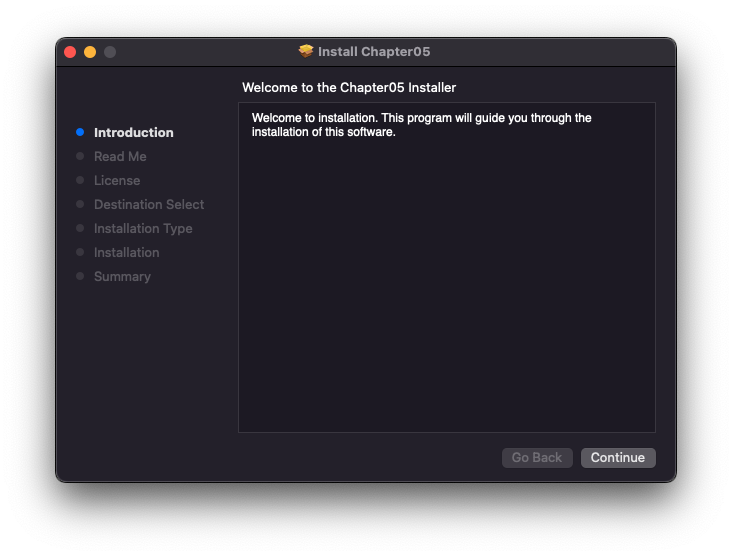 Install Chapter05
Welcome to the Chapter05 Installer
Introduction
Read Me
License
Destination Select
Installation Type
Installation
Summary
Welcome to installation. This program will guide you through the
installation of this software.
Go Back
Continue